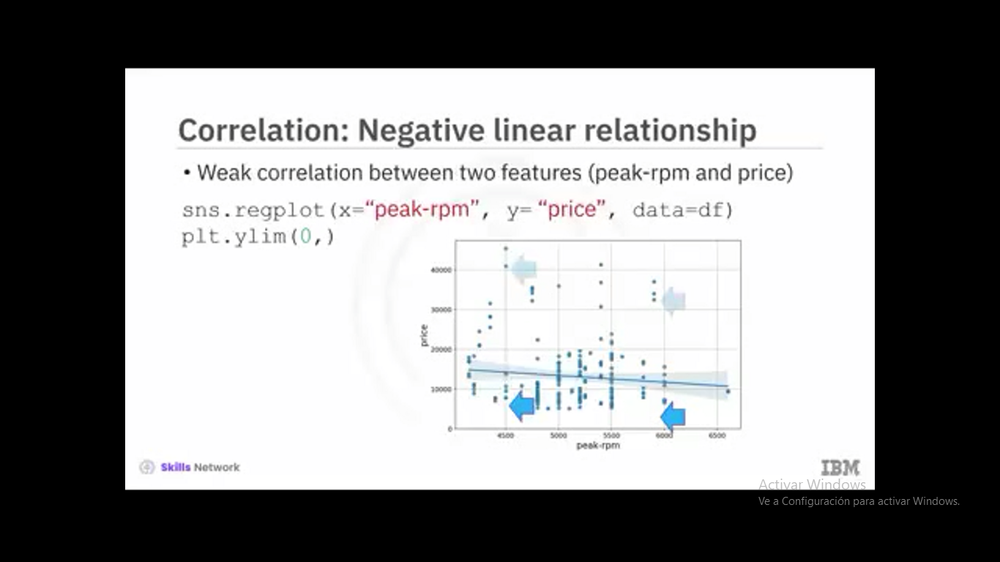 Correlation: Negative linear relationship
• Weak correlation between two features (peak-rpm and price)
sns.regplot(x=“peak-rpm”, y= “price”, data=df)
plt.ylim(0,)
40000
30000
20000
10000
0
price
4500 5000 5500 6000 6500
peak-rpm
Skills Network
IBM
Activar Windows
Ve a Configuración para activar Windows.